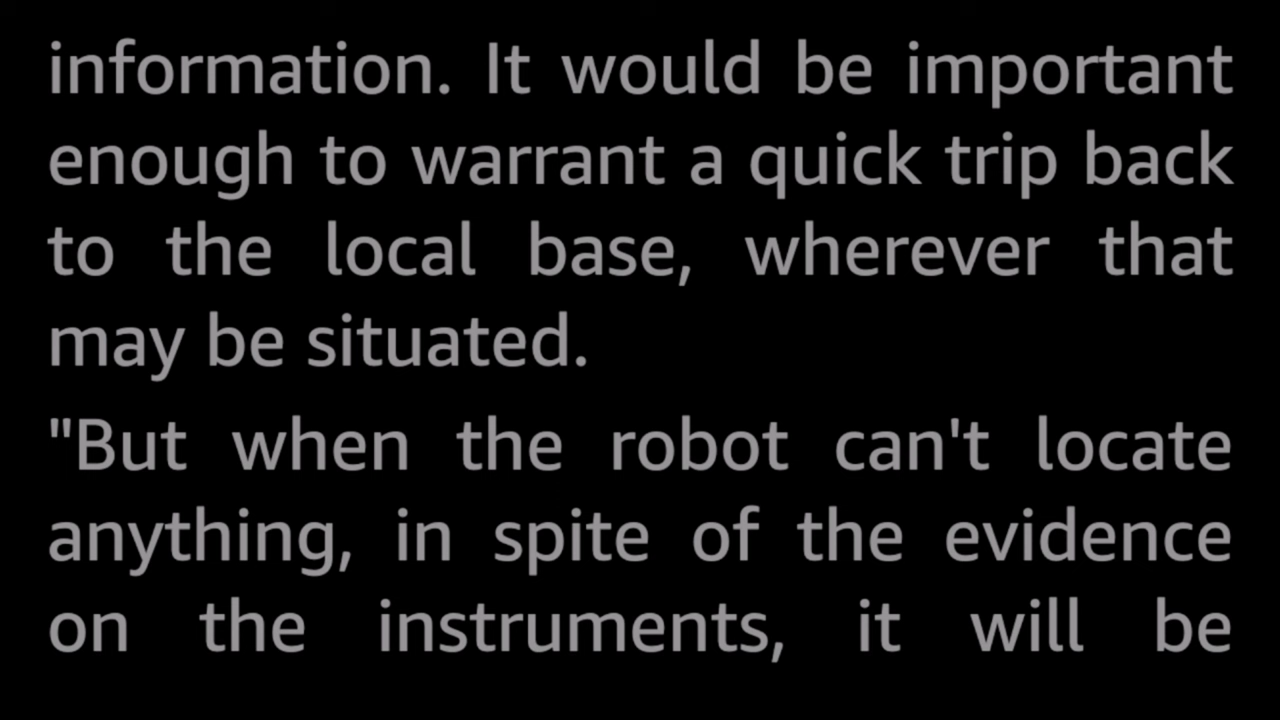 information. It would be important
enough to warrant a quick trip back
to the local base, wherever that
may be situated.
"But when the robot can't locate
anything, in spite of the evidence
on the instruments, it will be